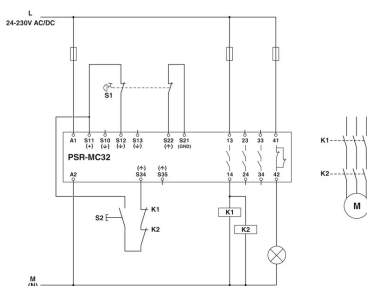 L
24-230V AC/DC
S1
A1 S11 S10 S12 S13 S22 S21 13 23 33 41
(+) (GND)
PSR-MC32
A2 S34 S35 14 24 34 42
S2
K1
K2
K1
K2
K1
K2
M
M
(N)